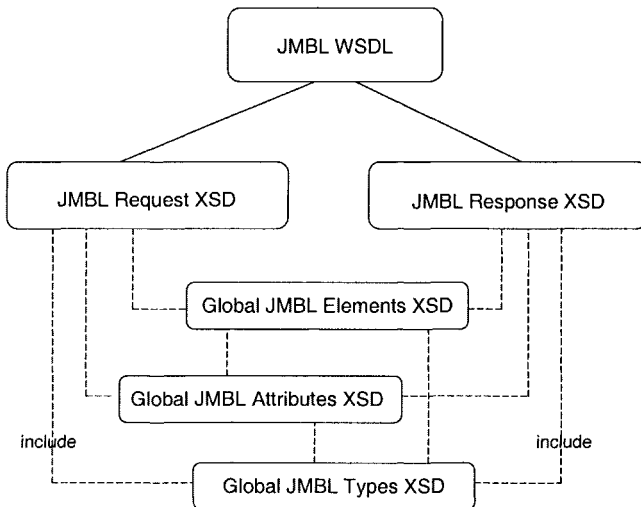 JMBL WSDL
JMBL Request XSD
JMBL Response XSD
Global JMBL Elements XSD
Global JMBL Attributes XSD
include
include
Global JMBL Types XSD